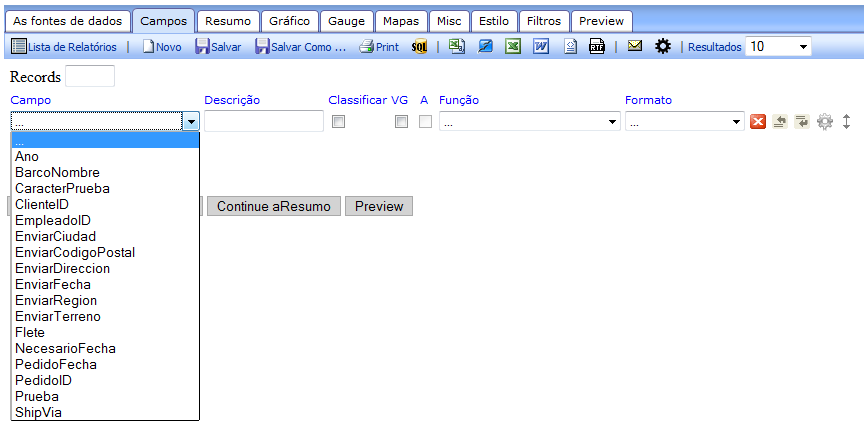 As fontes de dados Campos Resumo Gráfico Gauge Mapas Misc Estilo Filtros Preview
Lista de Relatórios | Novo Salvar Salvar Como ... Print SQL | RTF | Resultados 10
Records
Campo Descrição Classificar VG A Função Formato
... ... ...
...
Ano
BarcoNombre
CaracterPrueba
ClienteID
EmpleadoID
EnviarCiudad
Continue aResumo Preview
EnviarCodigoPostal
EnviarDireccion
EnviarFecha
EnviarRegion
EnviarTerreno
Flete
NecesarioFecha
PedidoFecha
PedidoID
Prueba
ShipVia